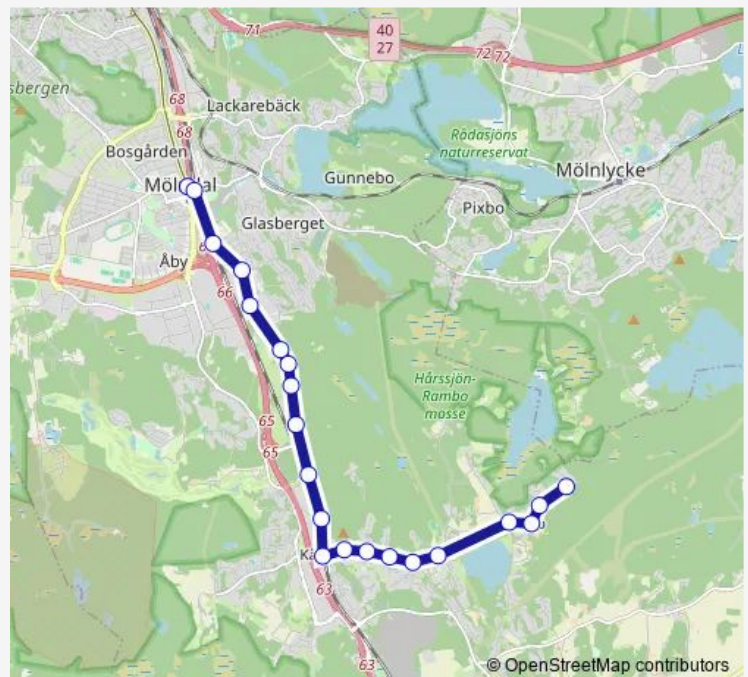 71
40
27
72 72
sbergen
68
Lackarebäck
68
Rådasjöns
naturreservat
Bosgården
Mölnlycke
Gunnebo
Pixbo
Glasberget
Åby
66
Hårssjön-
Rambo
mosse
65
65
63
63
© OpenStreetMap contributors